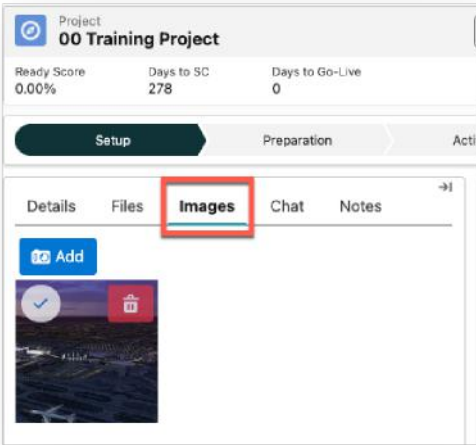 Project
00 Training Project
Ready Score Days to SC Days to Go-Live
0.00% 278 0
Setup Preparation Acti
Details Files Images Chat Notes
Add